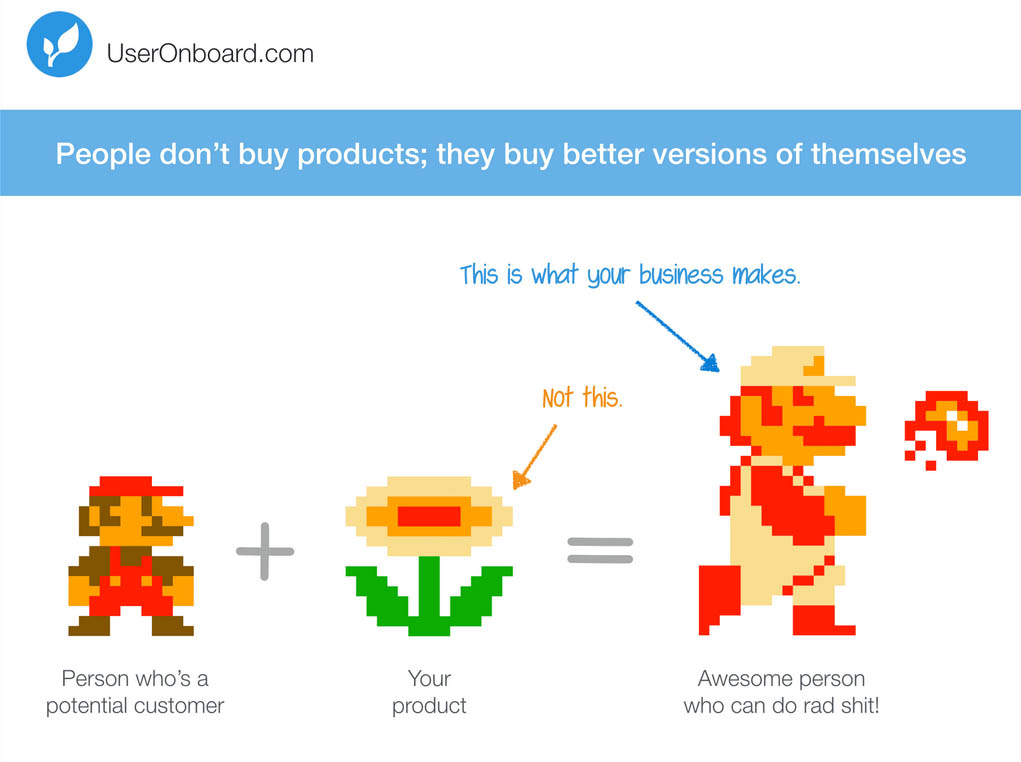 UserOnboard.com
People don’t buy products; they buy better versions of themselves
This is what your business makes.
Not this.
Person who’s a
potential customer
Your
product
Awesome person
who can do rad shit!